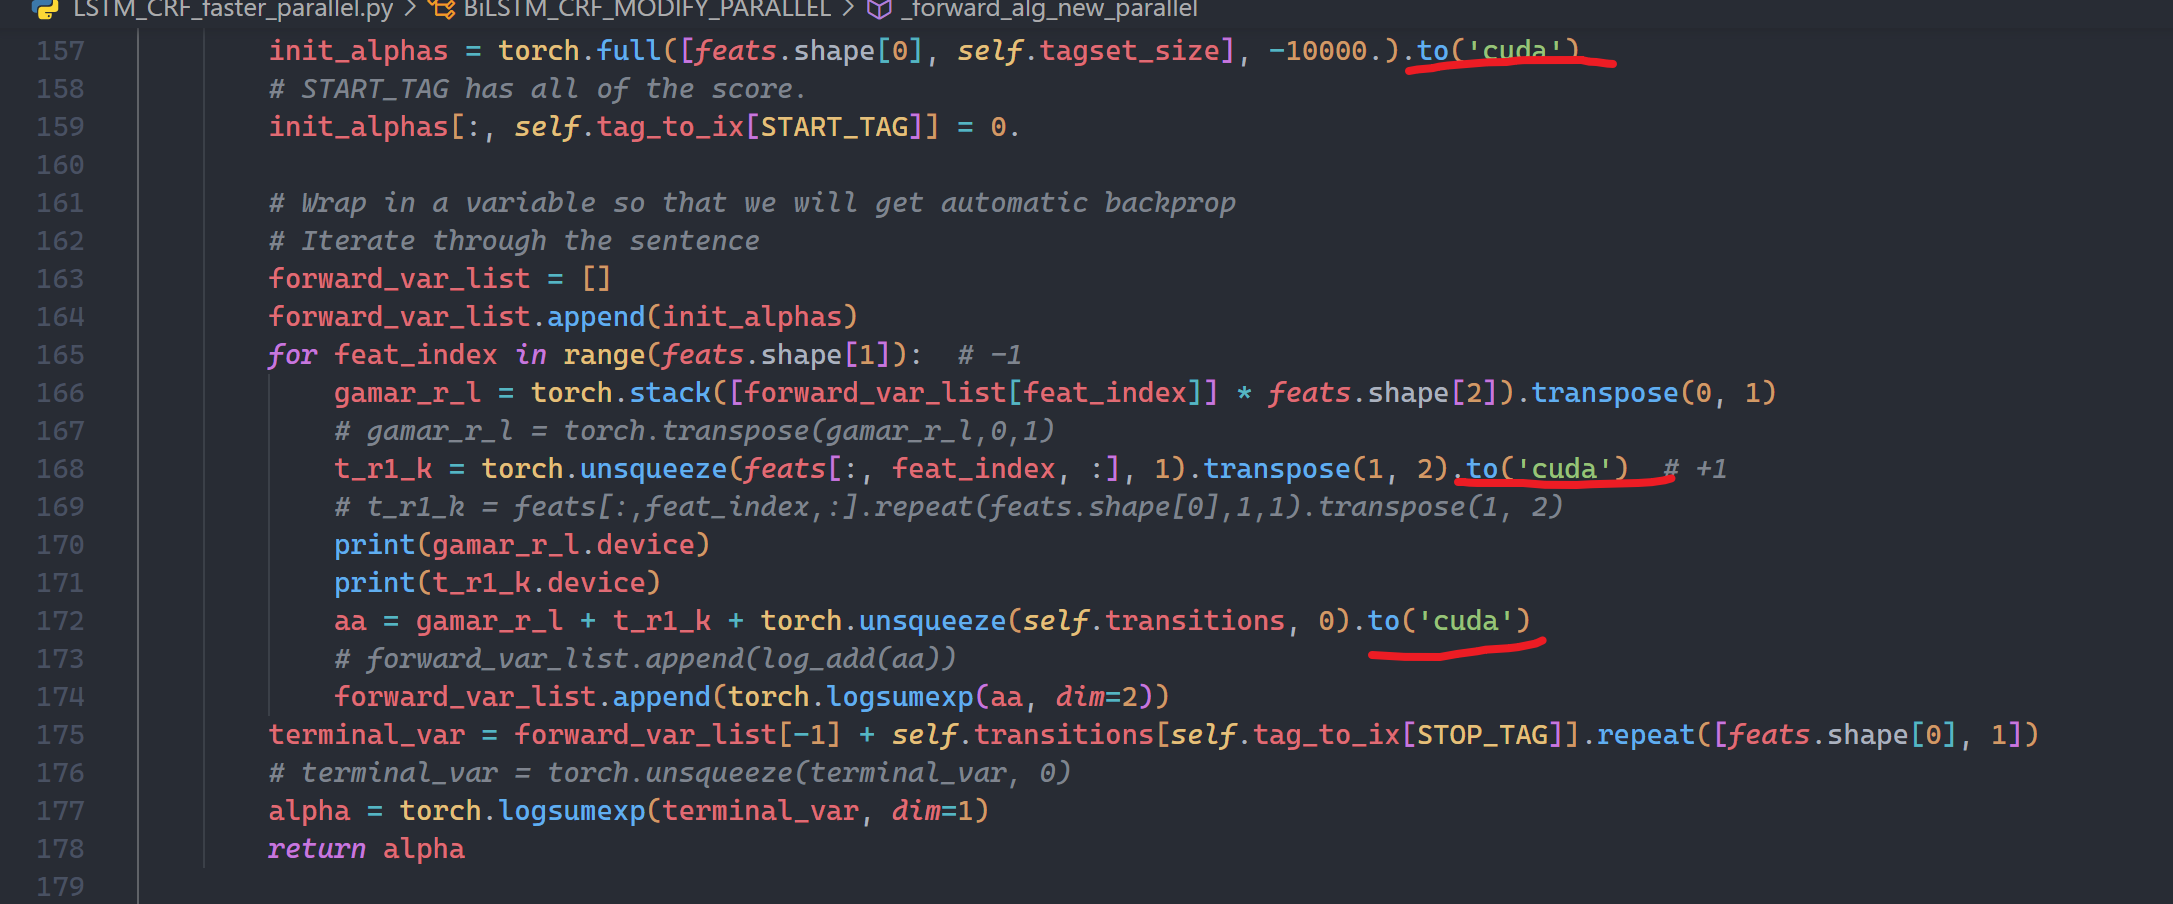 LSTM_CRF_faster_parallel.py > BiLSTM_CRF_MODIFY_PARALLEL > _forward_alg_new_parallel
157 init_alphas = torch.full([feats.shape[0], self.tagset_size], -10000.).to('cuda')
158 # START_TAG has all of the score.
159 init_alphas[:, self.tag_to_ix[START_TAG]] = 0.
160
161 # Wrap in a variable so that we will get automatic backprop
162 # Iterate through the sentence
163 forward_var_list = []
164 forward_var_list.append(init_alphas)
165 for feat_index in range(feats.shape[1]):  # -1
166 gamar_r_l = torch.stack([forward_var_list[feat_index]] * feats.shape[2]).transpose(0, 1)
167 # gamar_r_l = torch.transpose(gamar_r_l,0,1)
168 t_r1_k = torch.unsqueeze(feats[:, feat_index, :], 1).transpose(1, 2).to('cuda')  # +1
169 # t_r1_k = feats[:,feat_index,:].repeat(feats.shape[0],1,1).transpose(1, 2)
170 print(gamar_r_l.device)
171 print(t_r1_k.device)
172 aa = gamar_r_l + t_r1_k + torch.unsqueeze(self.transitions, 0).to('cuda')
173 # forward_var_list.append(log_add(aa))
174 forward_var_list.append(torch.logsumexp(aa, dim=2))
175 terminal_var = forward_var_list[-1] + self.transitions[self.tag_to_ix[STOP_TAG]].repeat([feats.shape[0], 1])
176 # terminal_var = torch.unsqueeze(terminal_var, 0)
177 alpha = torch.logsumexp(terminal_var, dim=1)
178 return alpha
179